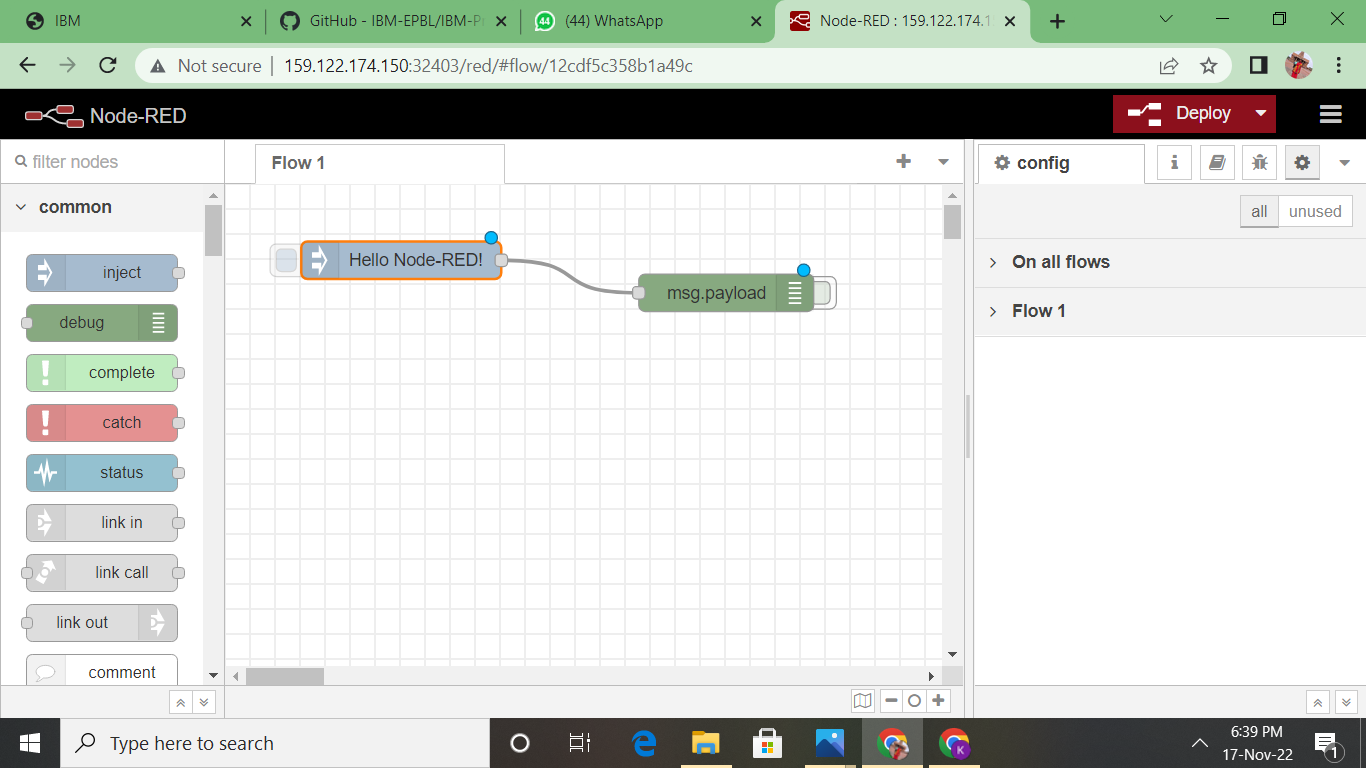 IBM
GitHub - IBM-EPBL/IBM-Pr
44
(44) WhatsApp
Node-RED : 159.122.174.1
Not secure
159.122.174.150:32403/red/#flow/12cdf5c358b1a49c
Node-RED
Deploy
filter nodes
Flow 1
config
common
all
unused
inject
Hello Node-RED!
On all flows
msg.payload
Flow 1
debug
complete
catch
status
link in
link call
link out
comment
Type here to search
K
6:39 PM
17-Nov-22
1